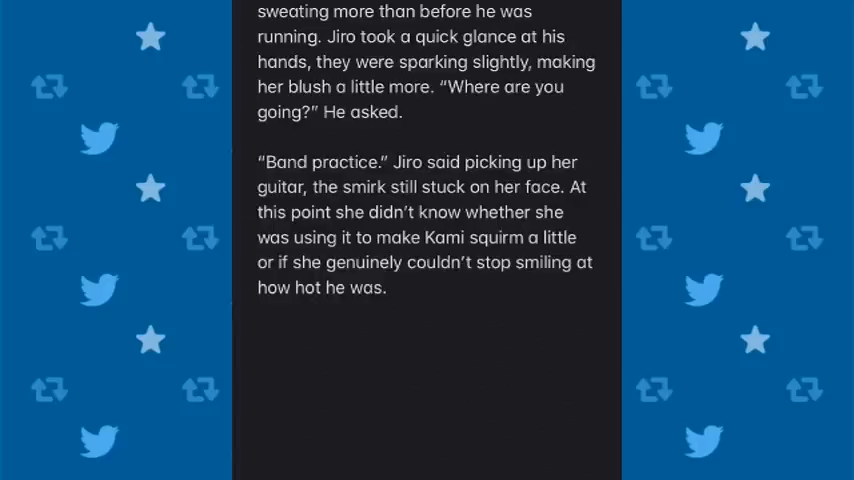 sweating more than before he was
running. Jiro took a quick glance at his
hands, they were sparking slightly, making
her blush a little more. “Where are you
going?” He asked.
“Band practice.” Jiro said picking up her
guitar, the smirk still stuck on her face. At
this point she didn’t know whether she
was using it to make Kami squirm a little
or if she genuinely couldn’t stop smiling at
how hot he was.